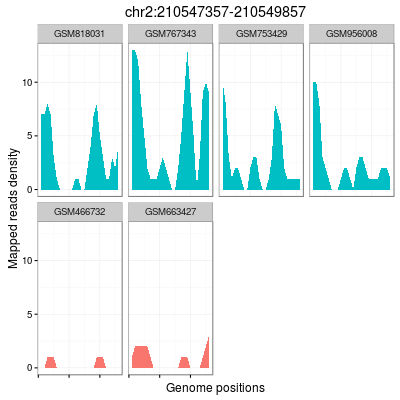 chr2:210547357-210549857
GSM818031 GSM767343 GSM753429 GSM956008
10
5
0
GSM466732 GSM663427
10
5
0
Mapped reads density
Genome positions